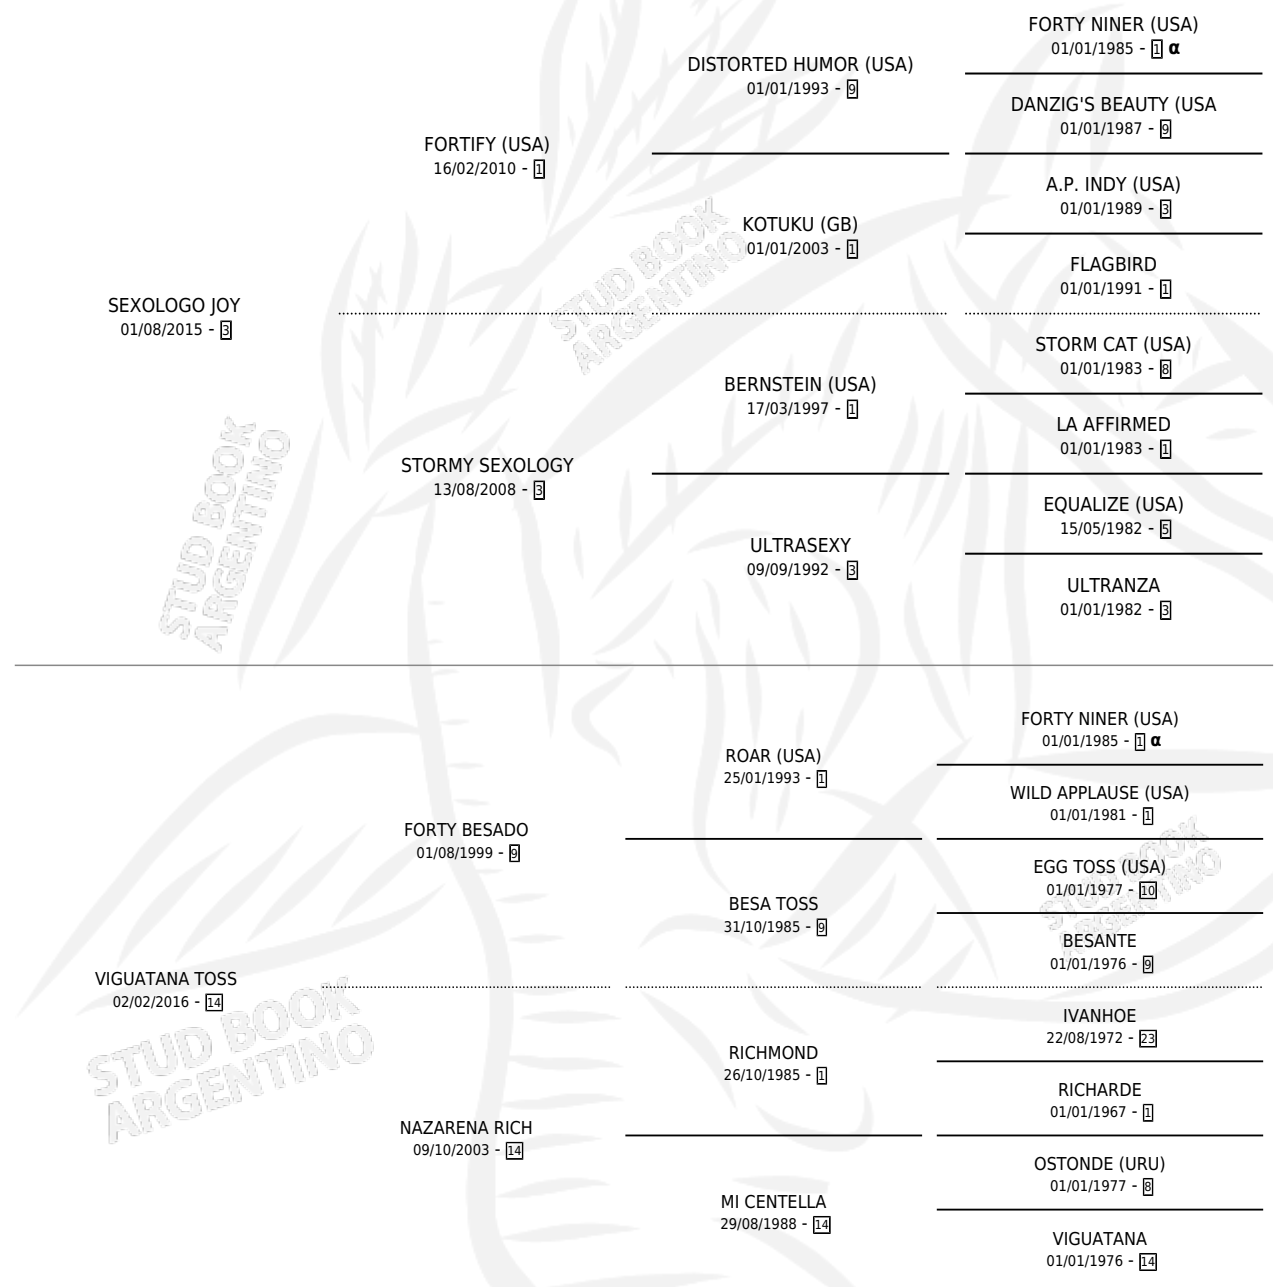 FORTY NINER (USA)
01/01/1985 - 1 α
DISTORTED HUMOR (USA)
01/01/1993 - 9
DANZIG'S BEAUTY (USA
01/01/1987 - 9
FORTIFY (USA)
16/02/2010 - 1
A.P. INDY (USA)
01/01/1989 - 3
KOTUKU (GB)
01/01/2003 - 1
FLAGBIRD
01/01/1991 - 1
SEXOLOGO JOY
01/08/2015 - 3
STORM CAT (USA)
01/01/1983 - 8
BERNSTEIN (USA)
17/03/1997 - 1
LA AFFIRMED
01/01/1983 - 1
STORMY SEXOLOGY
13/08/2008 - 3
EQUALIZE (USA)
15/05/1982 - 5
ULTRASEXY
09/09/1992 - 3
ULTRANZA
01/01/1982 - 3
STUD BOOK
ARGENTINO
STUD BOOK
ARGENTINO
FORTY NINER (USA)
01/01/1985 - 1 α
ROAR (USA)
25/01/1993 - 1
WILD APPLAUSE (USA)
01/01/1981 - 1
FORTY BESADO
01/08/1999 - 9
EGG TOSS (USA)
01/01/1977 - 10
BESA TOSS
31/10/1985 - 9
BESANTE
01/01/1976 - 9
VIGUATANA TOSS
02/02/2016 - 14
IVANHOE
22/08/1972 - 23
RICHMOND
26/10/1985 - 1
RICHARDE
01/01/1967 - 1
NAZARENA RICH
09/10/2003 - 14
OSTONDE (URU)
01/01/1977 - 8
MI CENTELLA
29/08/1988 - 14
VIGUATANA
01/01/1976 - 14
STUD BOOK
ARGENTINO
STUD BOOK
ARGENTINO